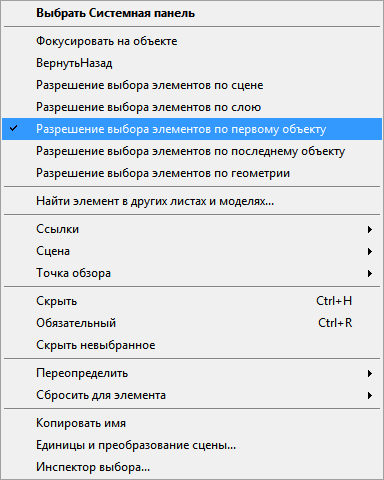 Выбрать Системная панель
Фокусировать на объекте
ВернутьНазад
Разрешение выбора элементов по сцене
Разрешение выбора элементов по слою
Разрешение выбора элементов по первому объекту
Разрешение выбора элементов по последнему объекту
Разрешение выбора элементов по геометрии
Найти элемент в других листах и моделях...
Ссылки
Сцена
Точка обзора
Скрыть Ctrl+H
Обязательный Ctrl+R
Скрыть невыбранное
Переопределить
Сбросить для элемента
Копировать имя
Единицы и преобразование сцены...
Инспектор выбора...